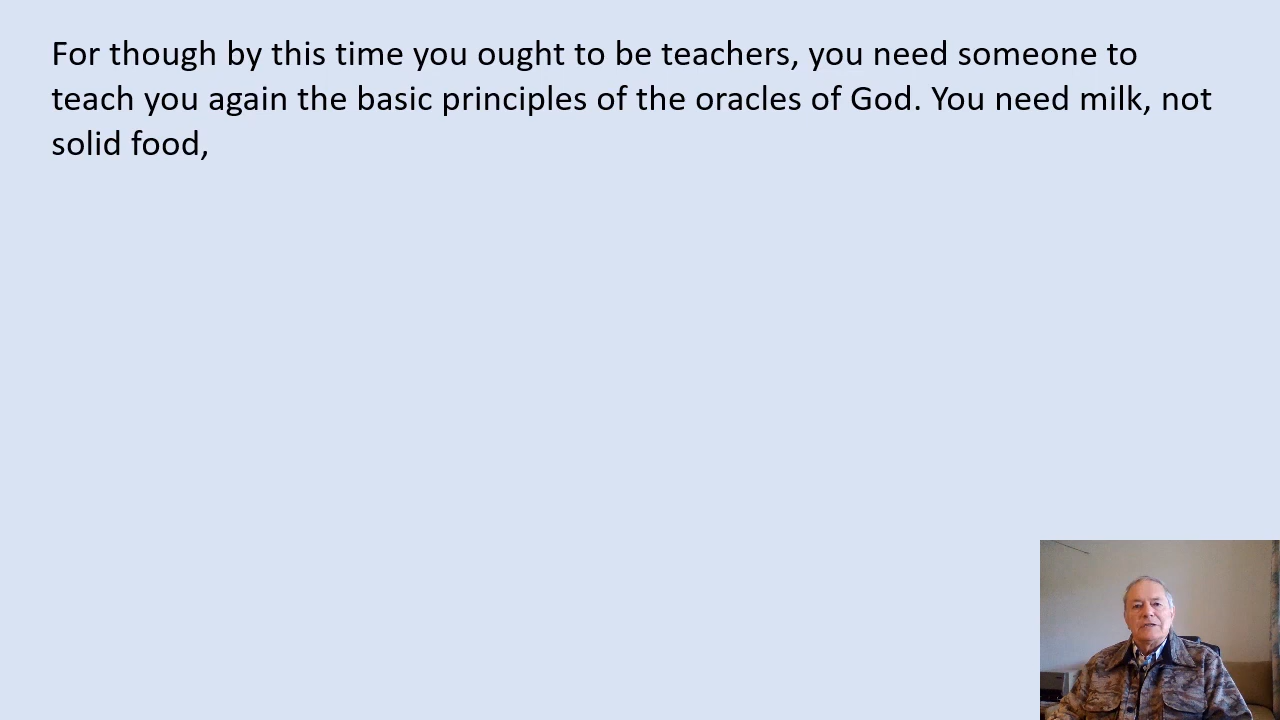 For though by this time you ought to be teachers, you need someone to
teach you again the basic principles of the oracles of God. You need milk, not
solid food,